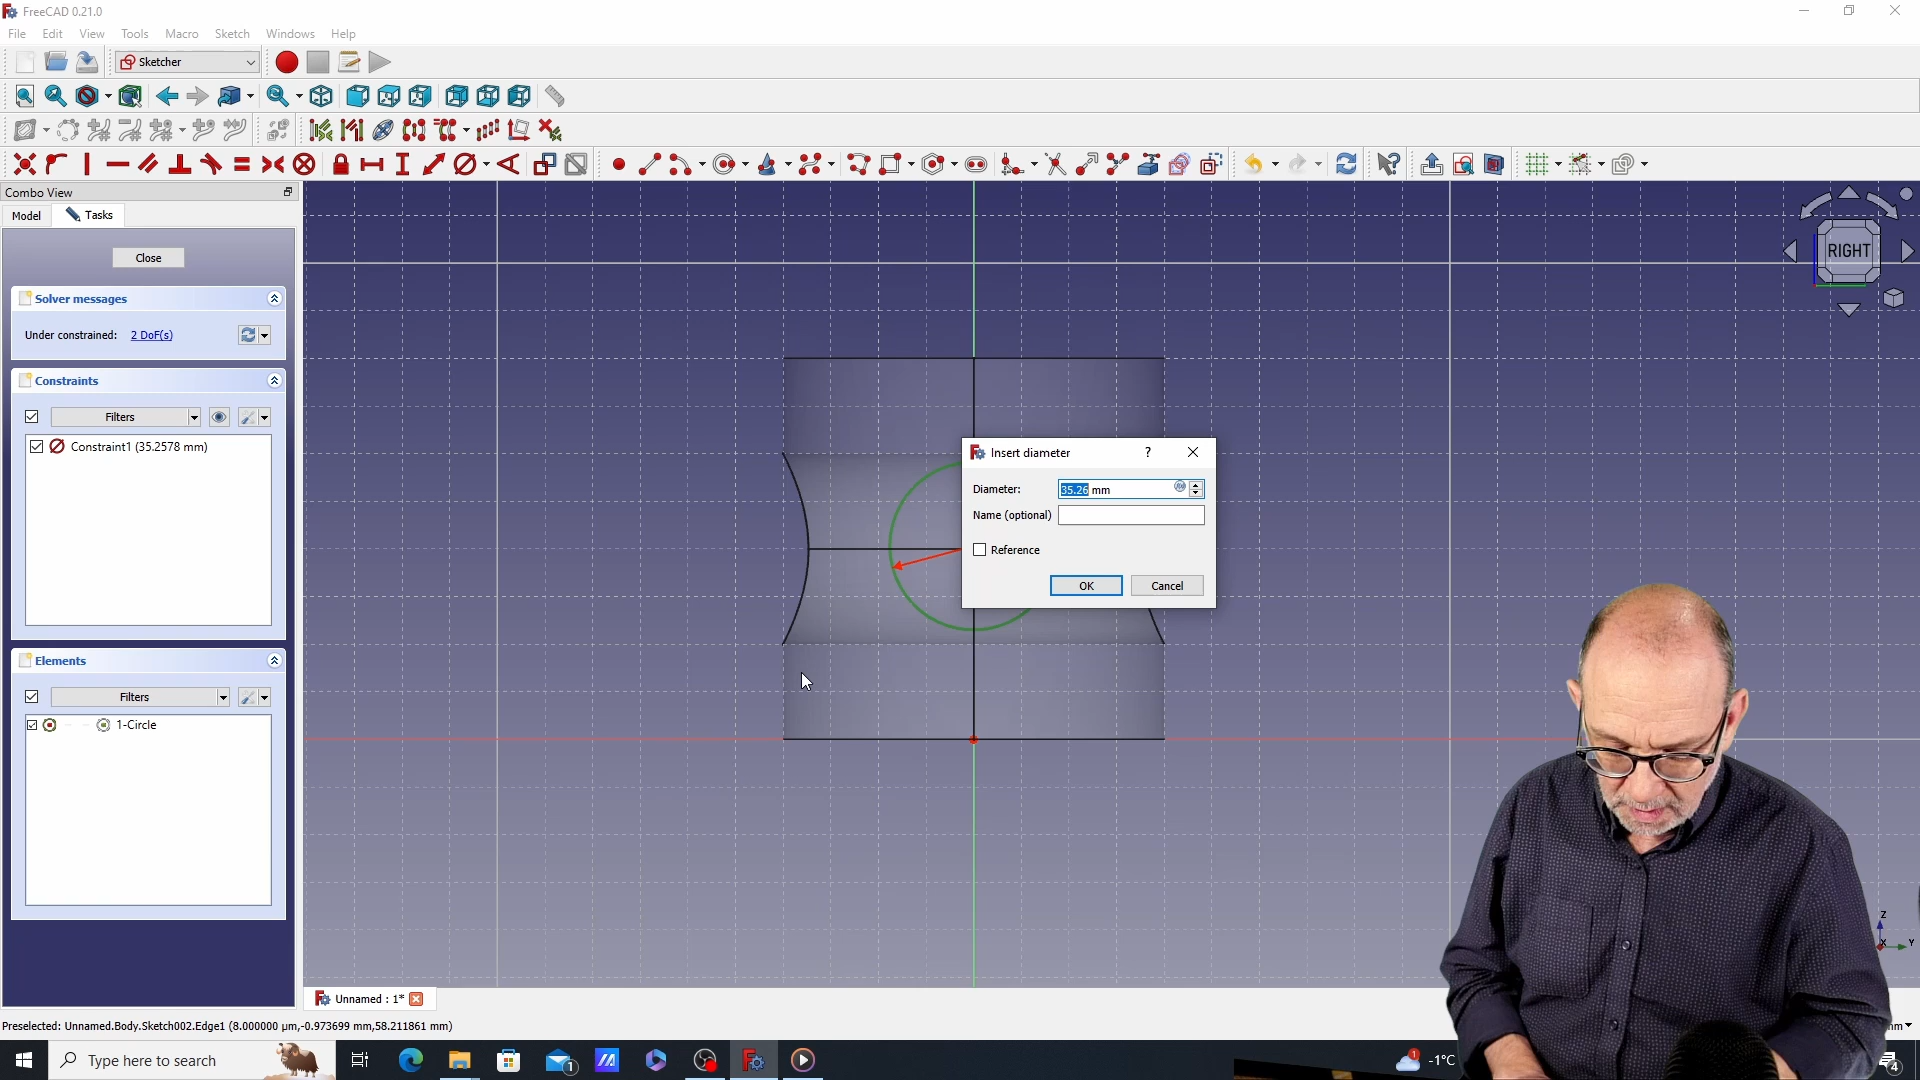 FreeCAD 0.21.0
File Edit View Tools Macro Sketch Windows Help
Sketcher
Combo View
Model Tasks
Close
Solver messages
Under constrained: 2 DoF(s)
Constraints
Filters
Constraint1 (35.2578 mm)
Elements
Filters
1-Circle
RIGHT
Insert diameter ?
Diameter: 35.26 mm
Name (optional)
Reference
OK Cancel
Z
X Y
Unnamed : 1*
Preselected: Unnamed.Body.Sketch002.Edge1 (8.000000 µm,-0.973699 mm,58.211861 mm)
Type here to search
1
1
-1°C
4